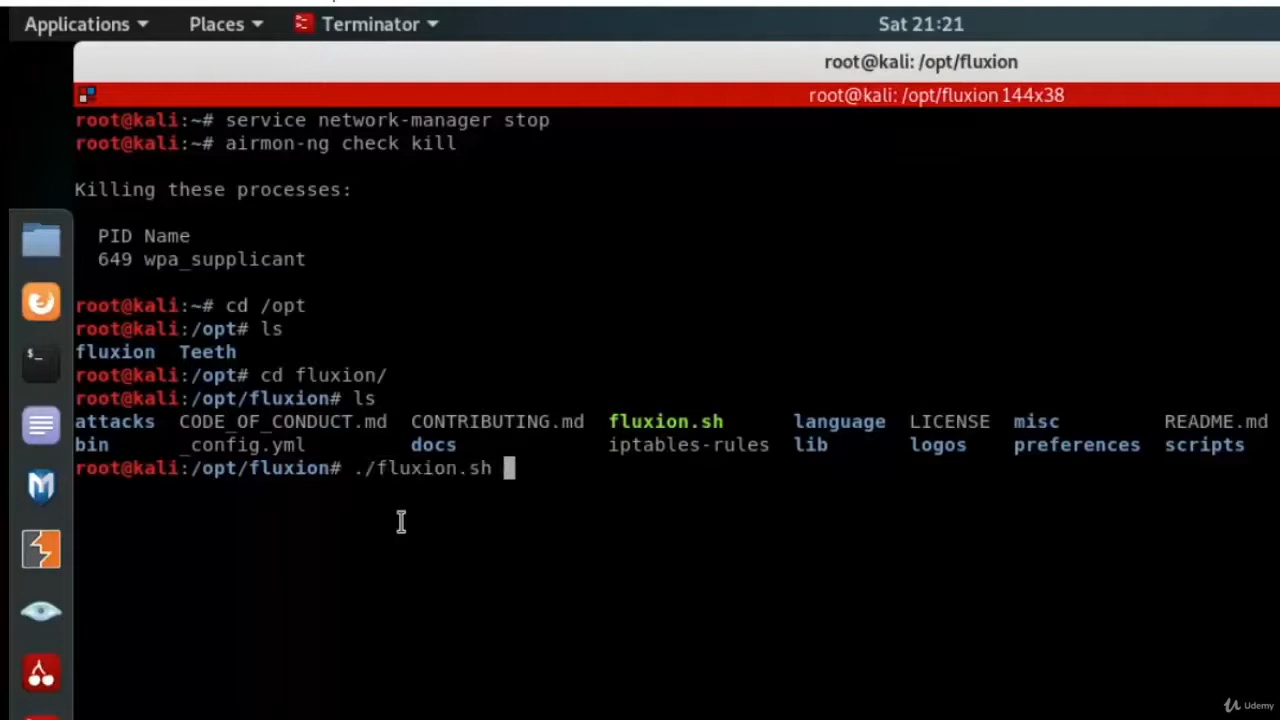 Applications Places Terminator Sat 21:21
root@kali: /opt/fluxion
root@kali: /opt/fluxion 144x38
root@kali:~# service network-manager stop
root@kali:~# airmon-ng check kill
Killing these processes:
PID Name
649 wpa_supplicant
root@kali:~# cd /opt
root@kali:/opt# ls
fluxion Teeth
root@kali:/opt# cd fluxion/
root@kali:/opt/fluxion# ls
attacks CODE_OF_CONDUCT.md CONTRIBUTING.md fluxion.sh language LICENSE misc README.md
bin _config.yml docs iptables-rules lib logos preferences scripts
root@kali:/opt/fluxion# ./fluxion.sh
$_
Udemy